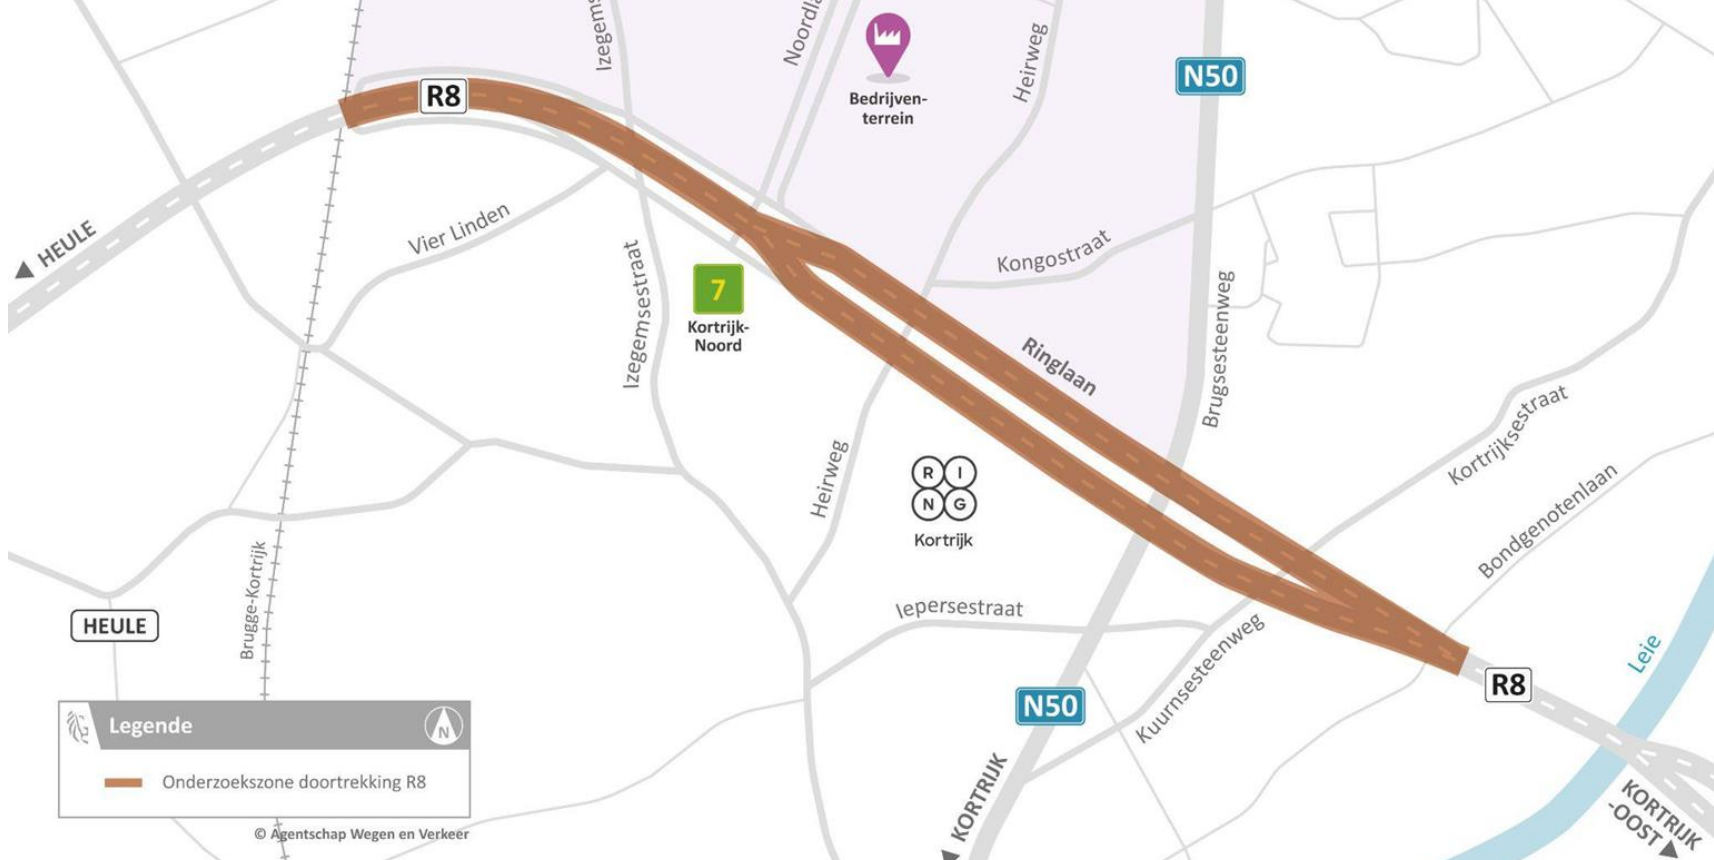 Izegems
Noordla
Heirweg
N50
R8
Bedrijven-
terrein
HEULE
Vier Linden
Kongostraat
Izegemsestraat
7
Kortrijk-
Noord
Ringlaan
Brugsesteenweg
Kortrijksestraat
Heirweg
R I
N G
Kortrijk
Bondgenotenlaan
Brugge-Kortrijk
Iepersestraat
HEULE
Kuurnsesteenweg
Leie
R8
N50
Legende
N
Onderzoekszone doortrekking R8
© Agentschap Wegen en Verkeer
KORTRIJK
KORTRIJK
-OOST